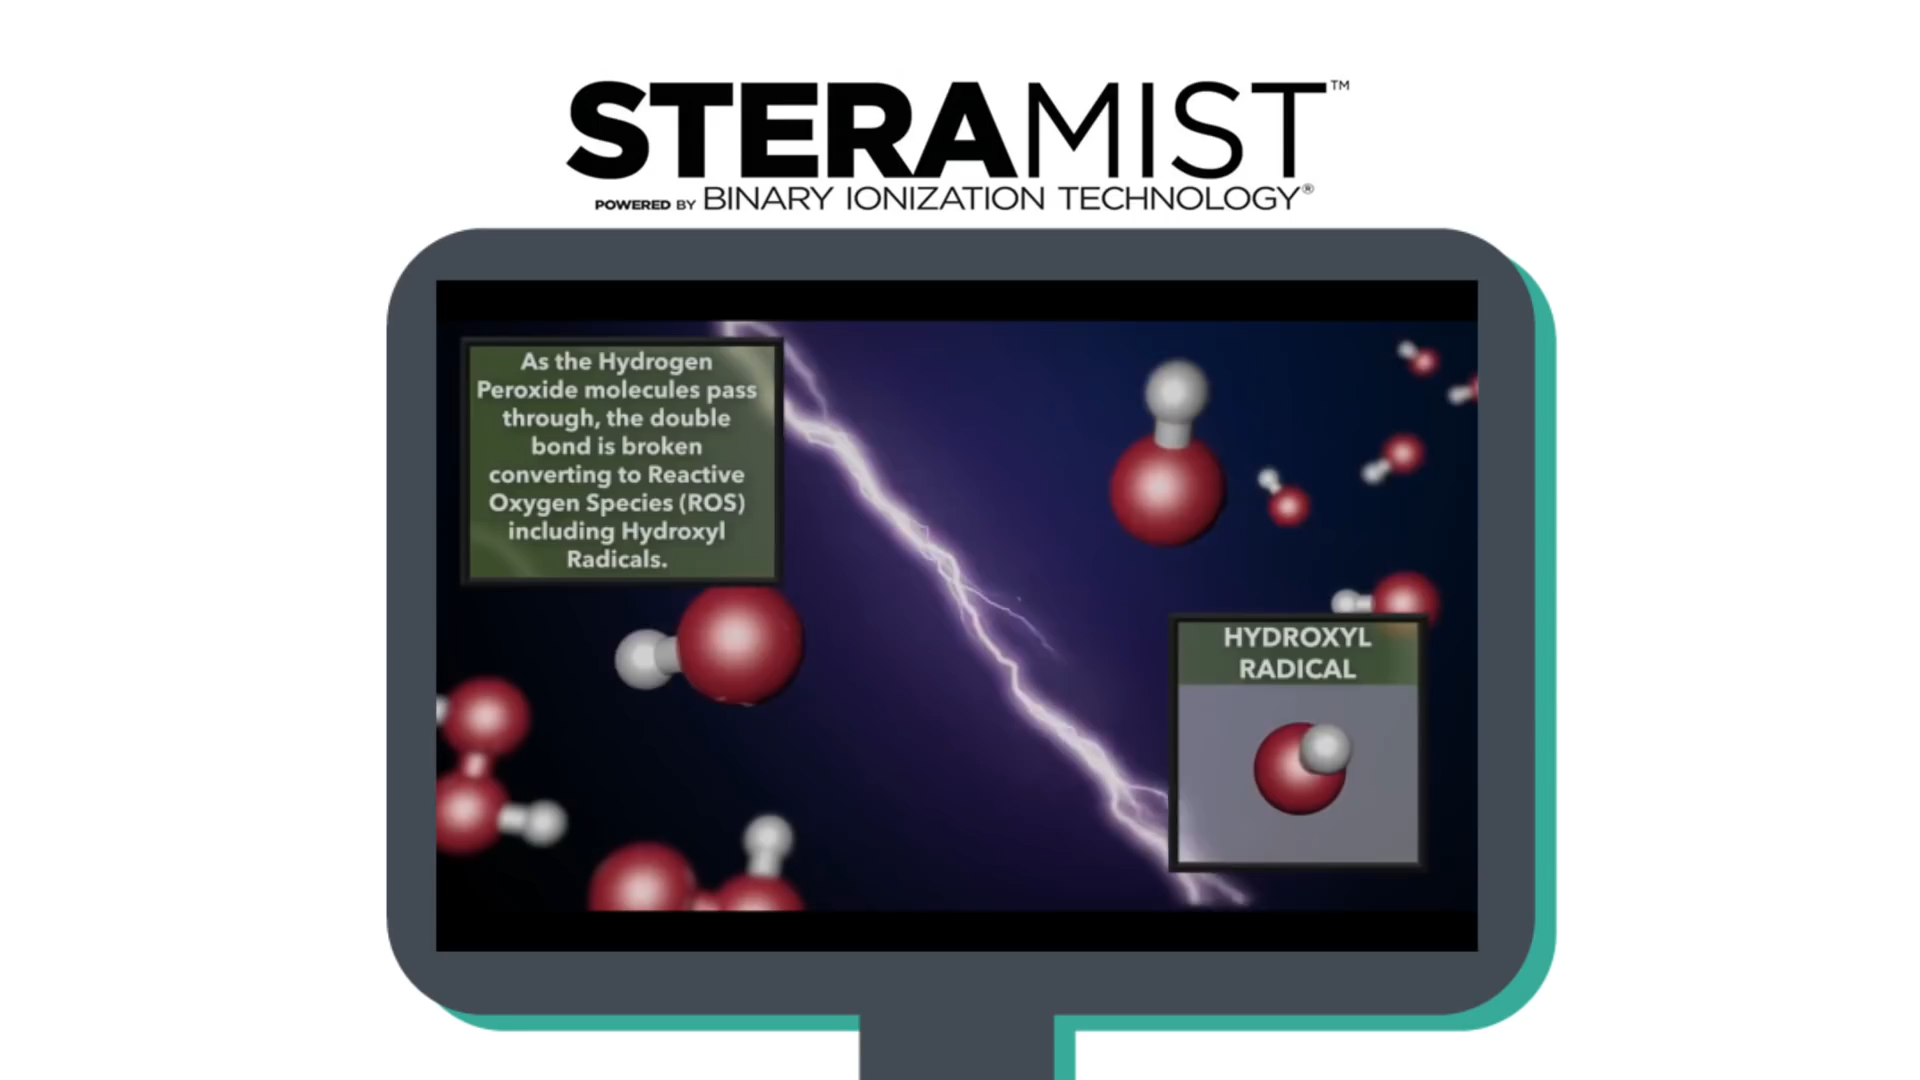 STERAMIST™
POWERED BY BINARY IONIZATION TECHNOLOGY®
As the Hydrogen
Peroxide molecules pass
through, the double
bond is broken
converting to Reactive
Oxygen Species (ROS)
including Hydroxyl
Radicals.
HYDROXYL
RADICAL